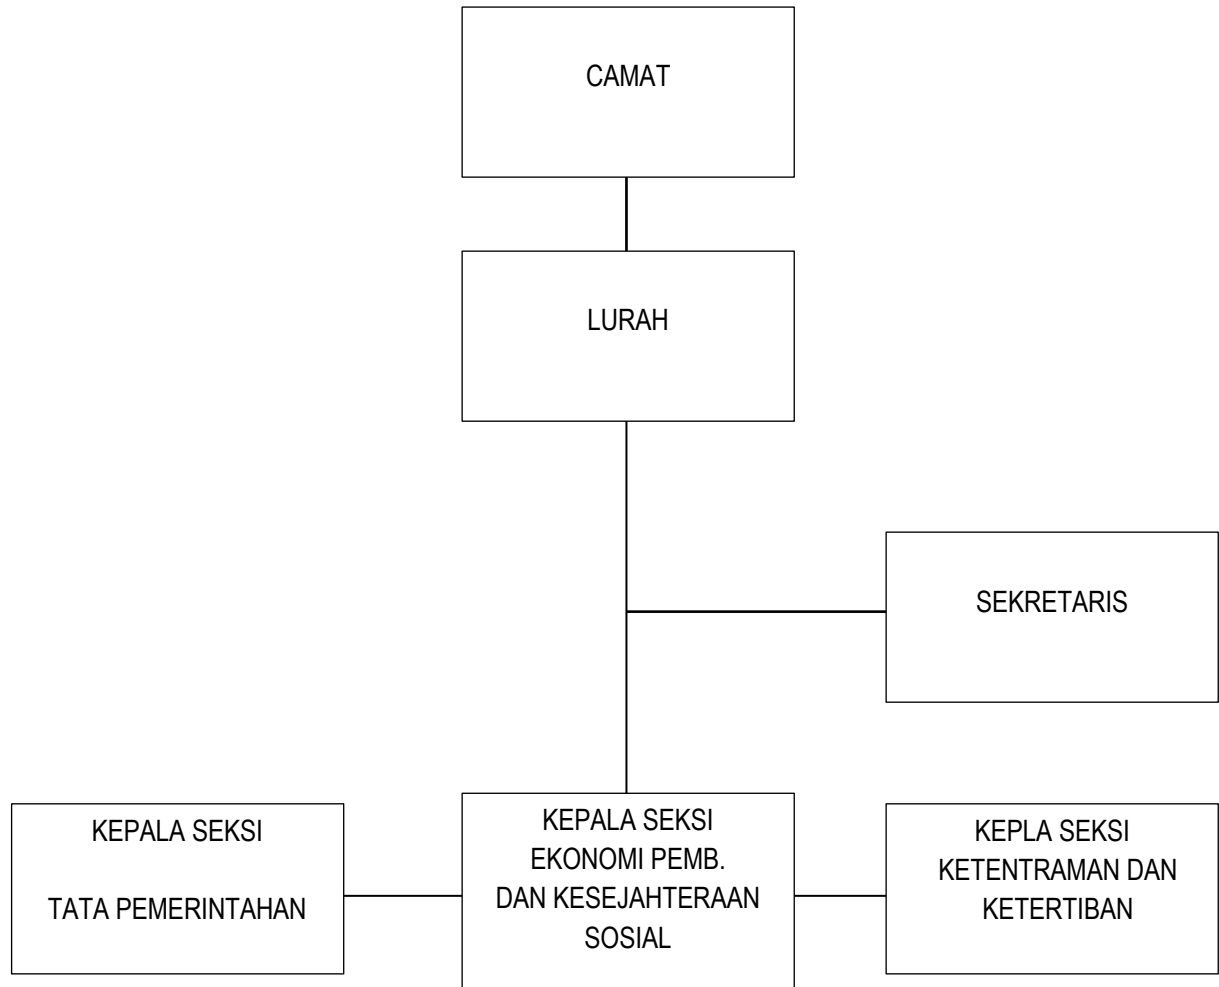 CAMAT
LURAH
SEKRETARIS
KEPALA SEKSI
TATA PEMERINTAHAN
KEPALA SEKSI
EKONOMI PEMB.
DAN KESEJAHTERAAN
SOSIAL
KEPLA SEKSI
KETENTRAMAN DAN
KETERTIBAN